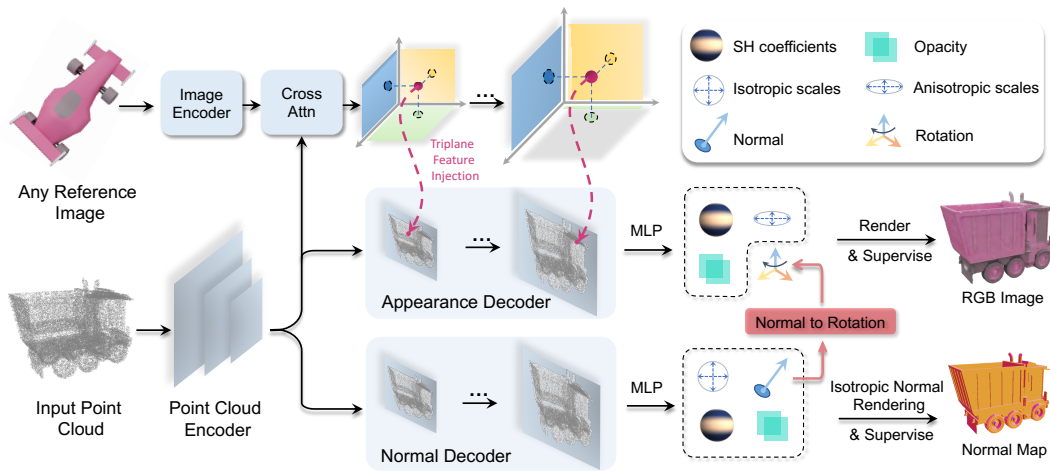 Any Reference
Image
Image
Encoder
Cross
Attn
...
Triplane
Feature
Injection
SH coefficients
Opacity
Isotropic scales
Anisotropic scales
Normal
Rotation
Input Point
Cloud
Point Cloud
Encoder
...
Appearance Decoder
MLP
Render
& Supervise
RGB Image
Normal to Rotation
...
Normal Decoder
MLP
Isotropic Normal
Rendering
& Supervise
Normal Map